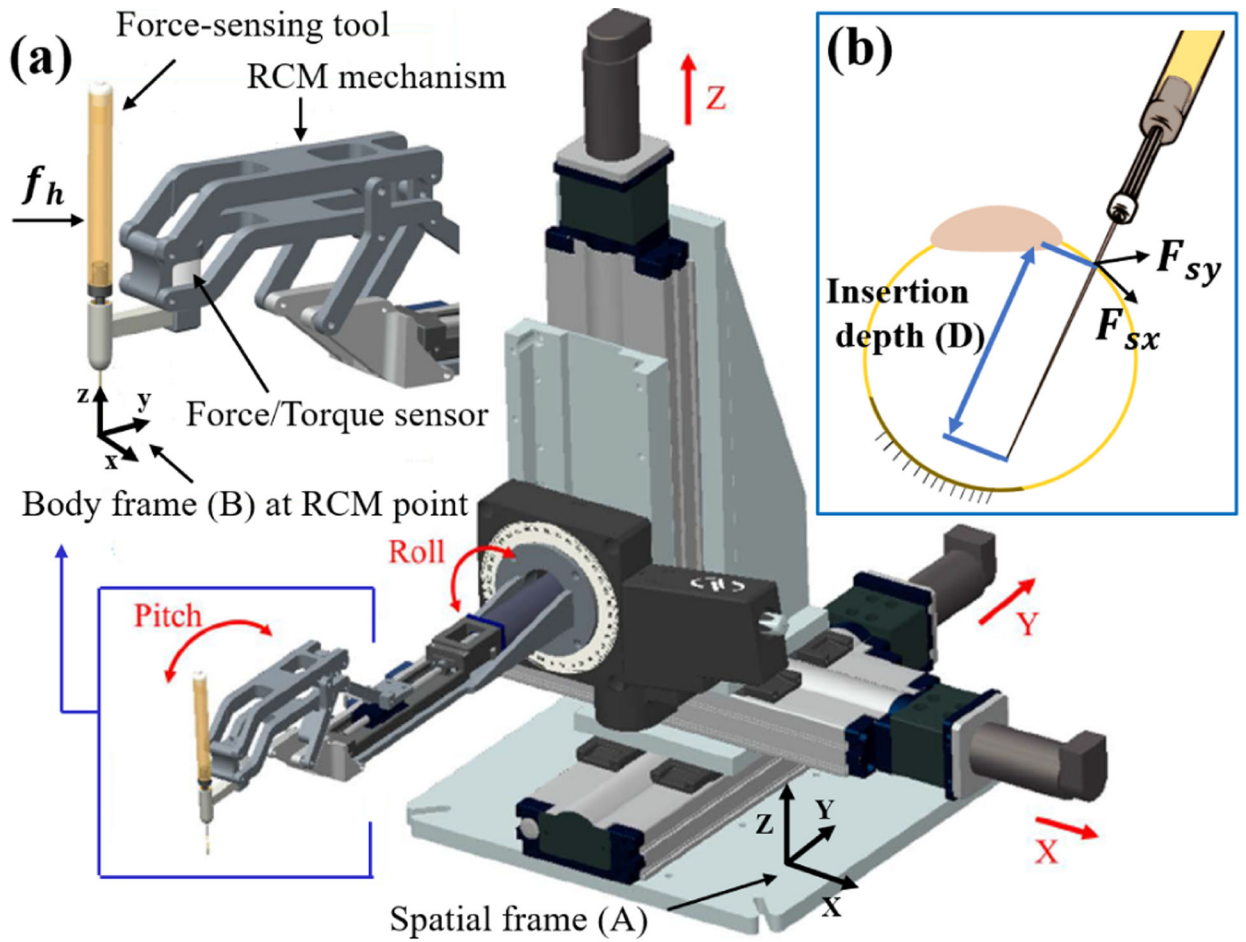 (a)
Force-sensing tool
RCM mechanism
f_h
Z
z
y
x
Force/Torque sensor
Body frame (B) at RCM point
Roll
Pitch
Y
X
Z
Y
X
Spatial frame (A)
(b)
F_sy
F_sx
Insertion
depth (D)